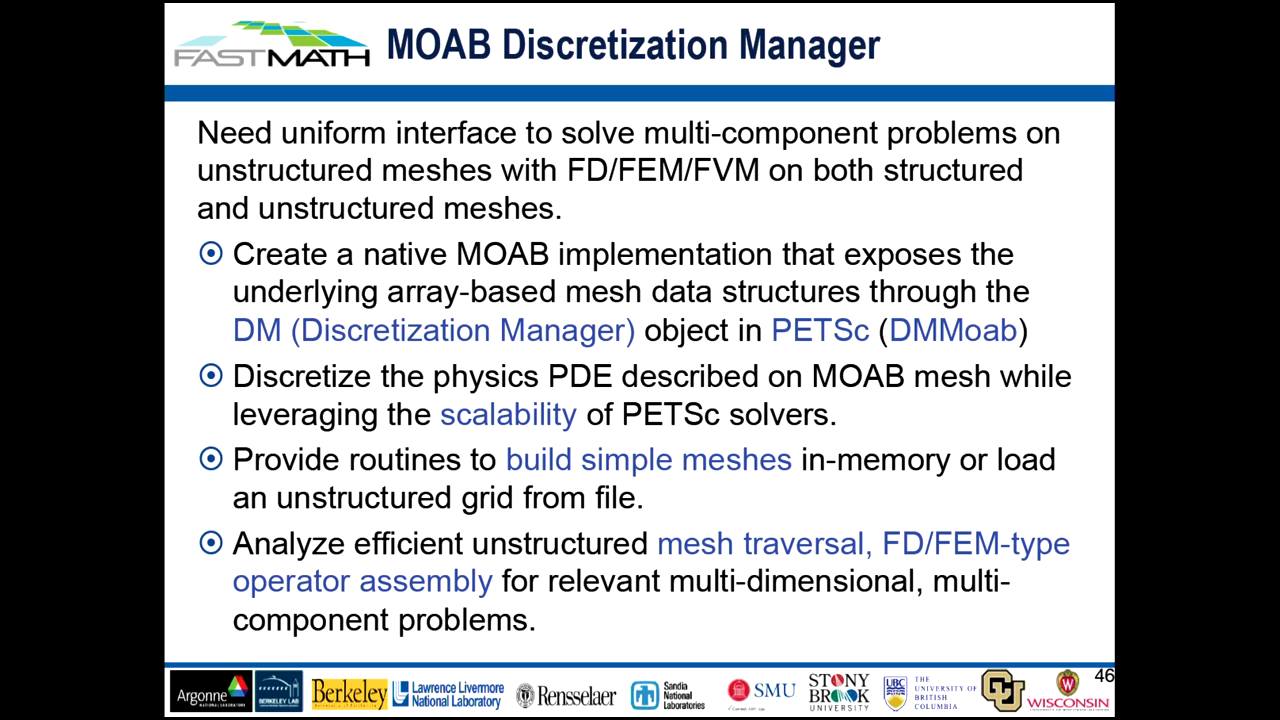 FASTMATH
MOAB Discretization Manager
Need uniform interface to solve multi-component problems on
unstructured meshes with FD/FEM/FVM on both structured
and unstructured meshes.
Create a native MOAB implementation that exposes the
underlying array-based mesh data structures through the
DM (Discretization Manager) object in PETSc (DMMoab)
Discretize the physics PDE described on MOAB mesh while
leveraging the scalability of PETSc solvers.
Provide routines to build simple meshes in-memory or load
an unstructured grid from file.
Analyze efficient unstructured mesh traversal, FD/FEM-type
operator assembly for relevant multi-dimensional, multi-
component problems.
46
Argonne
NATIONAL LABORATORY
BERKELEY LAB
Berkeley
Lawrence Livermore
National Laboratory
Rensselaer
Sandia
National
Laboratories
SMU
STONY
BROOK
UNIVERSITY
UBC
THE
UNIVERSITY OF
BRITISH
COLUMBIA
CU
W
WISCONSIN